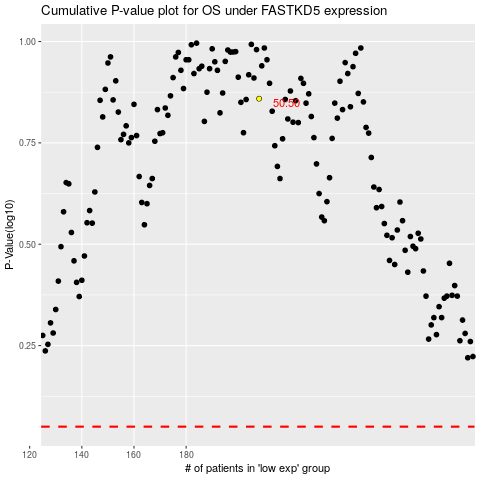 Cumulative P-value plot for OS under FASTKD5 expression
P-Value(log10)
1.00
0.75
0.50
0.25
50:50
120 140 160 180
# of patients in 'low exp' group